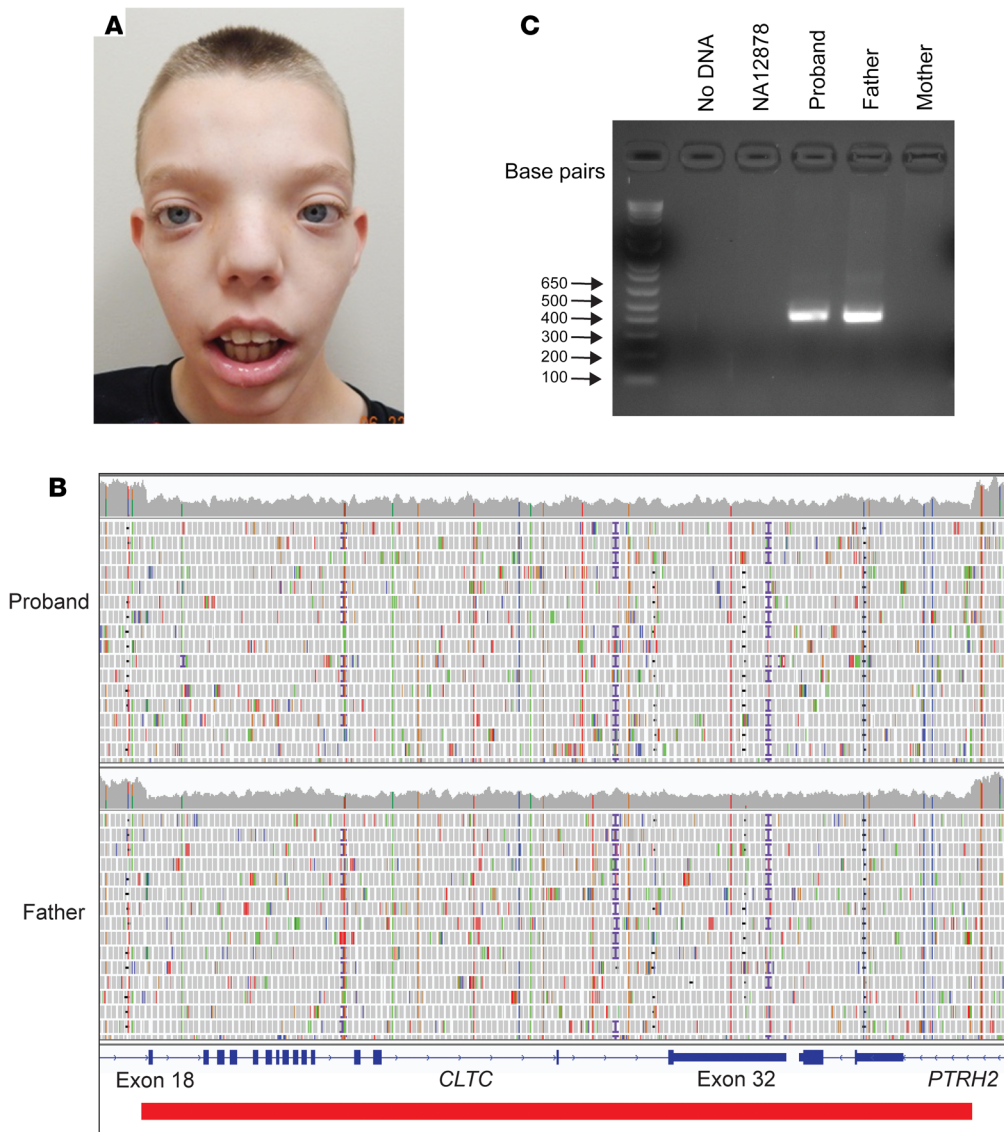 A
C
No DNA
NA12878
Proband
Father
Mother
Base pairs
650
500
400
300
200
100
B
Proband
Father
Exon 18
CLTC
Exon 32
PTRH2